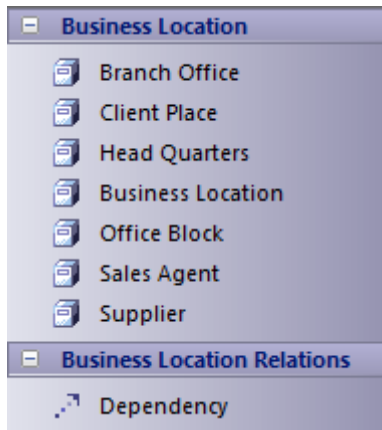 Business Location
Branch Office
Client Place
Head Quarters
Business Location
Office Block
Sales Agent
Supplier
Business Location Relations
Dependency